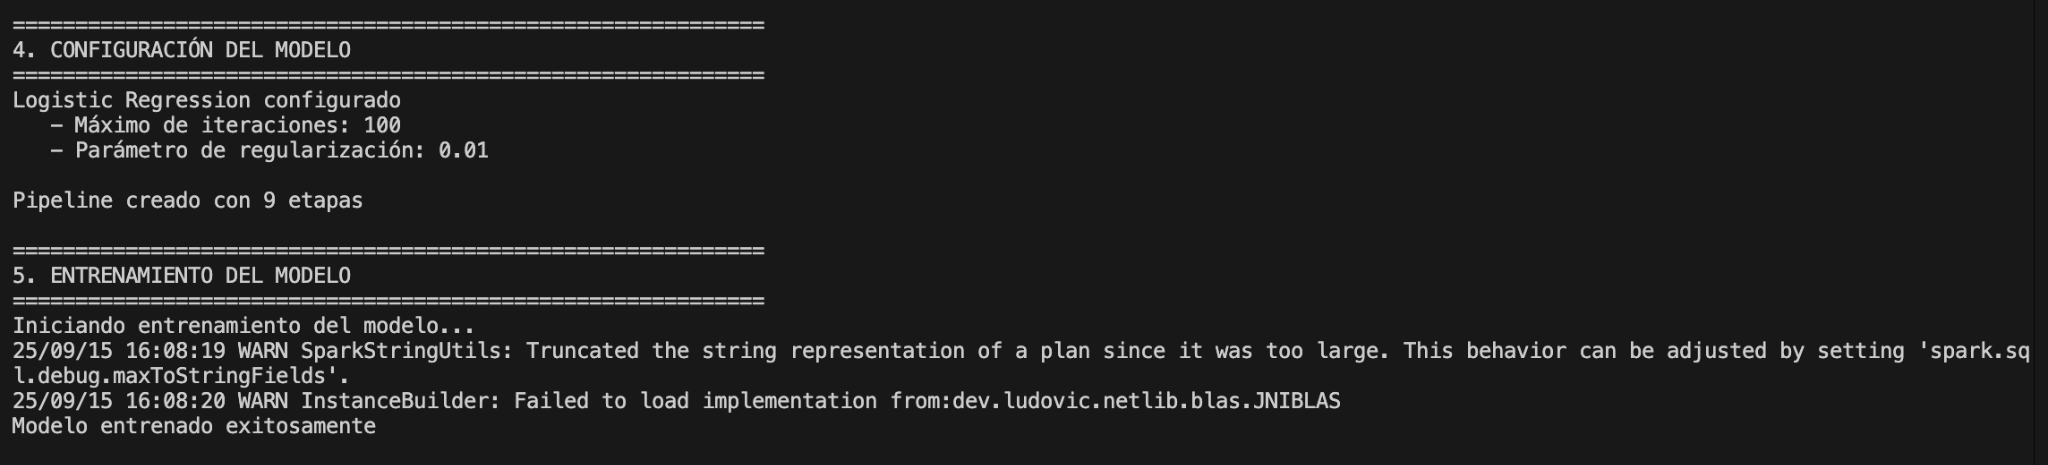 ============================================================
4. CONFIGURACIÓN DEL MODELO
============================================================
Logistic Regression configurado
   - Máximo de iteraciones: 100
   - Parámetro de regularización: 0.01
Pipeline creado con 9 etapas
============================================================
5. ENTRENAMIENTO DEL MODELO
============================================================
Iniciando entrenamiento del modelo...
25/09/15 16:08:19 WARN SparkStringUtils: Truncated the string representation of a plan since it was too large. This behavior can be adjusted by setting 'spark.sq
l.debug.maxToStringFields'.
25/09/15 16:08:20 WARN InstanceBuilder: Failed to load implementation from:dev.ludovic.netlib.blas.JNIBLAS
Modelo entrenado exitosamente